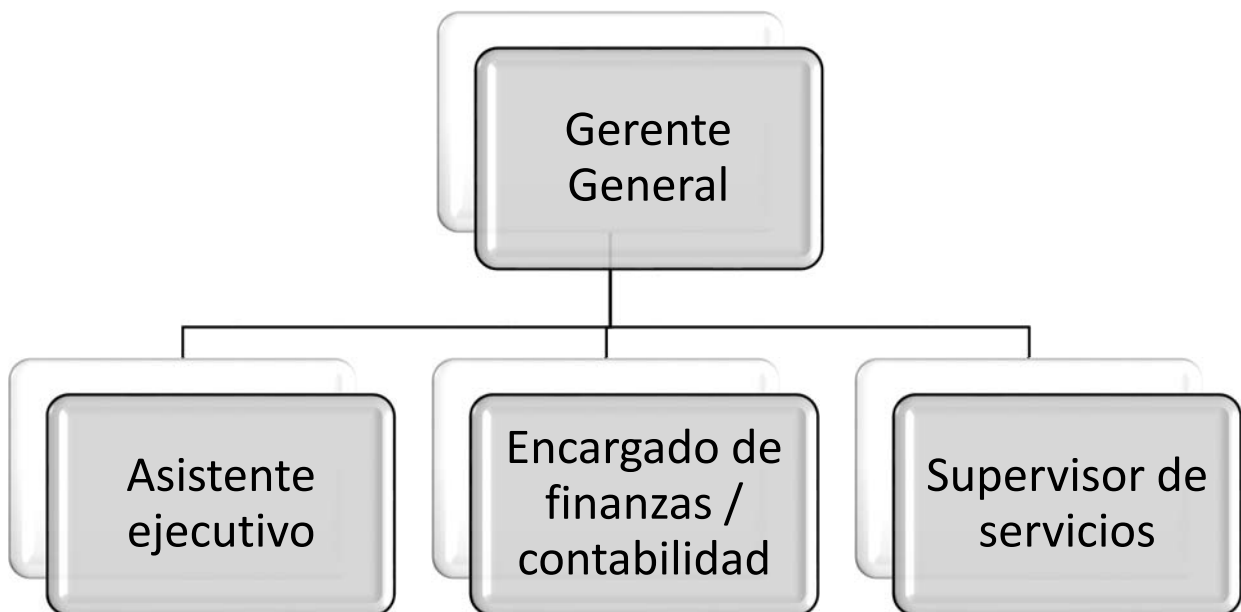 Gerente
General
Asistente
ejecutivo
Encargado de
finanzas /
contabilidad
Supervisor de
servicios